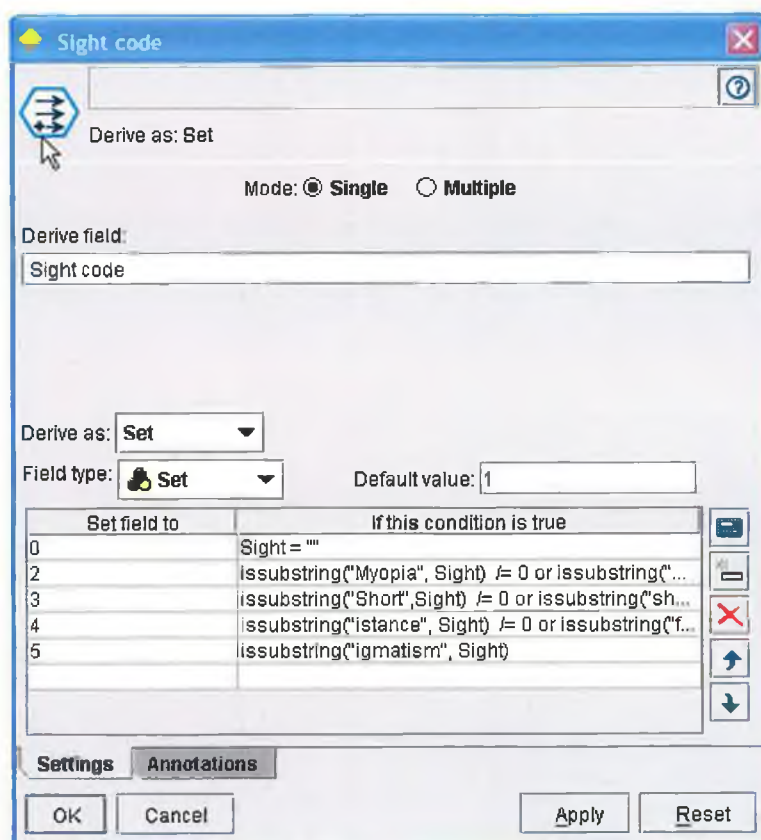 Sight code
Derive as: Set
Mode: Single Multiple
Derive field:
Sight code
Derive as: Set
Field type: Set Default value: 1
Set field to If this condition is true
0 Sight = ""
2 issubstring("Myopia", Sight) /= 0 or issubstring("...
3 issubstring("Short",Sight) /= 0 or issubstring("sh...
4 issubstring("istance", Sight) /= 0 or issubstring("f...
5 issubstring("igmatism", Sight)
Settings Annotations
OK Cancel Apply Reset